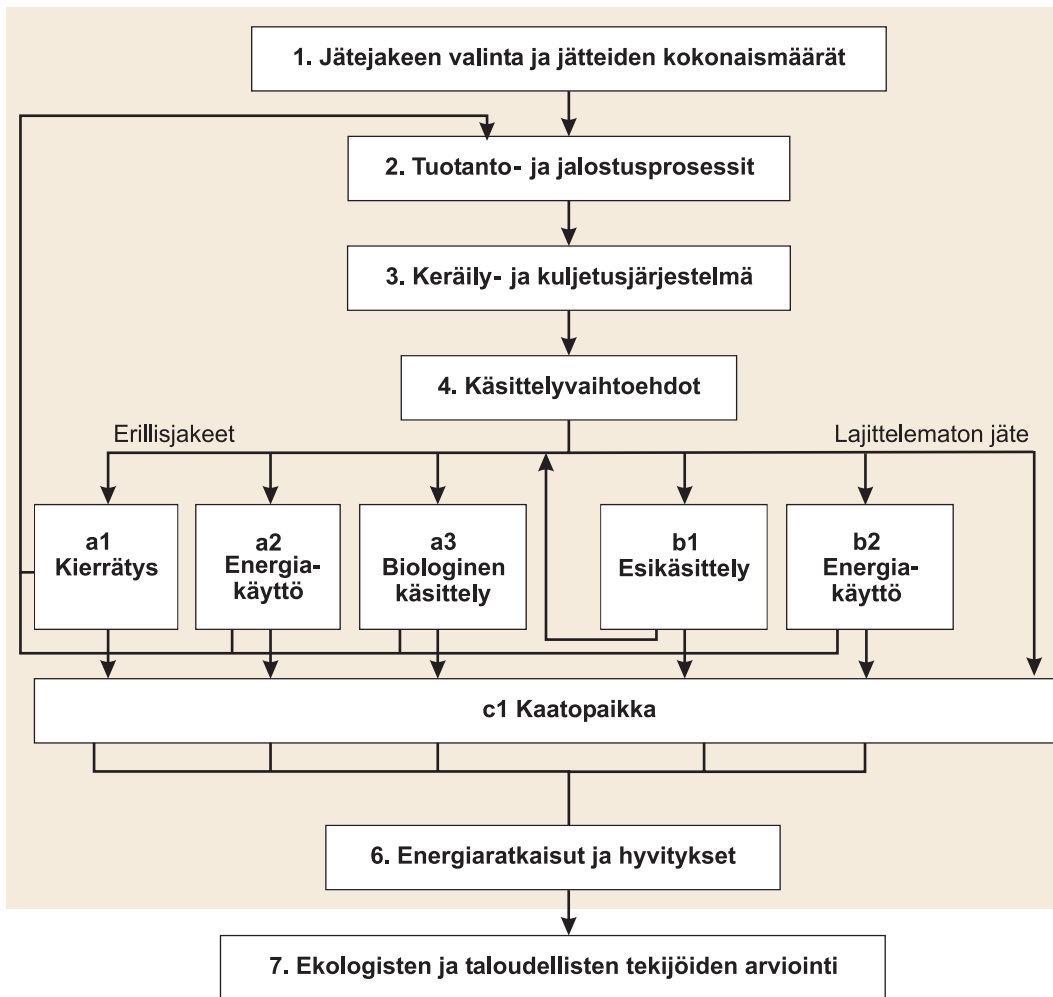 1. Jätejakeen valinta ja jätteiden kokonaismäärät
2. Tuotanto- ja jalostusprosessit
3. Keräily- ja kuljetusjärjestelmä
4. Käsittelyvaihtoehdot
Erillisjakeet
Lajittelematon jäte
a1
Kierrätys
a2
Energia-
käyttö
a3
Biologinen
käsittely
b1
Esikäsittely
b2
Energia-
käyttö
c1 Kaatopaikka
6. Energiaratkaisut ja hyvitykset
7. Ekologisten ja taloudellisten tekijöiden arviointi